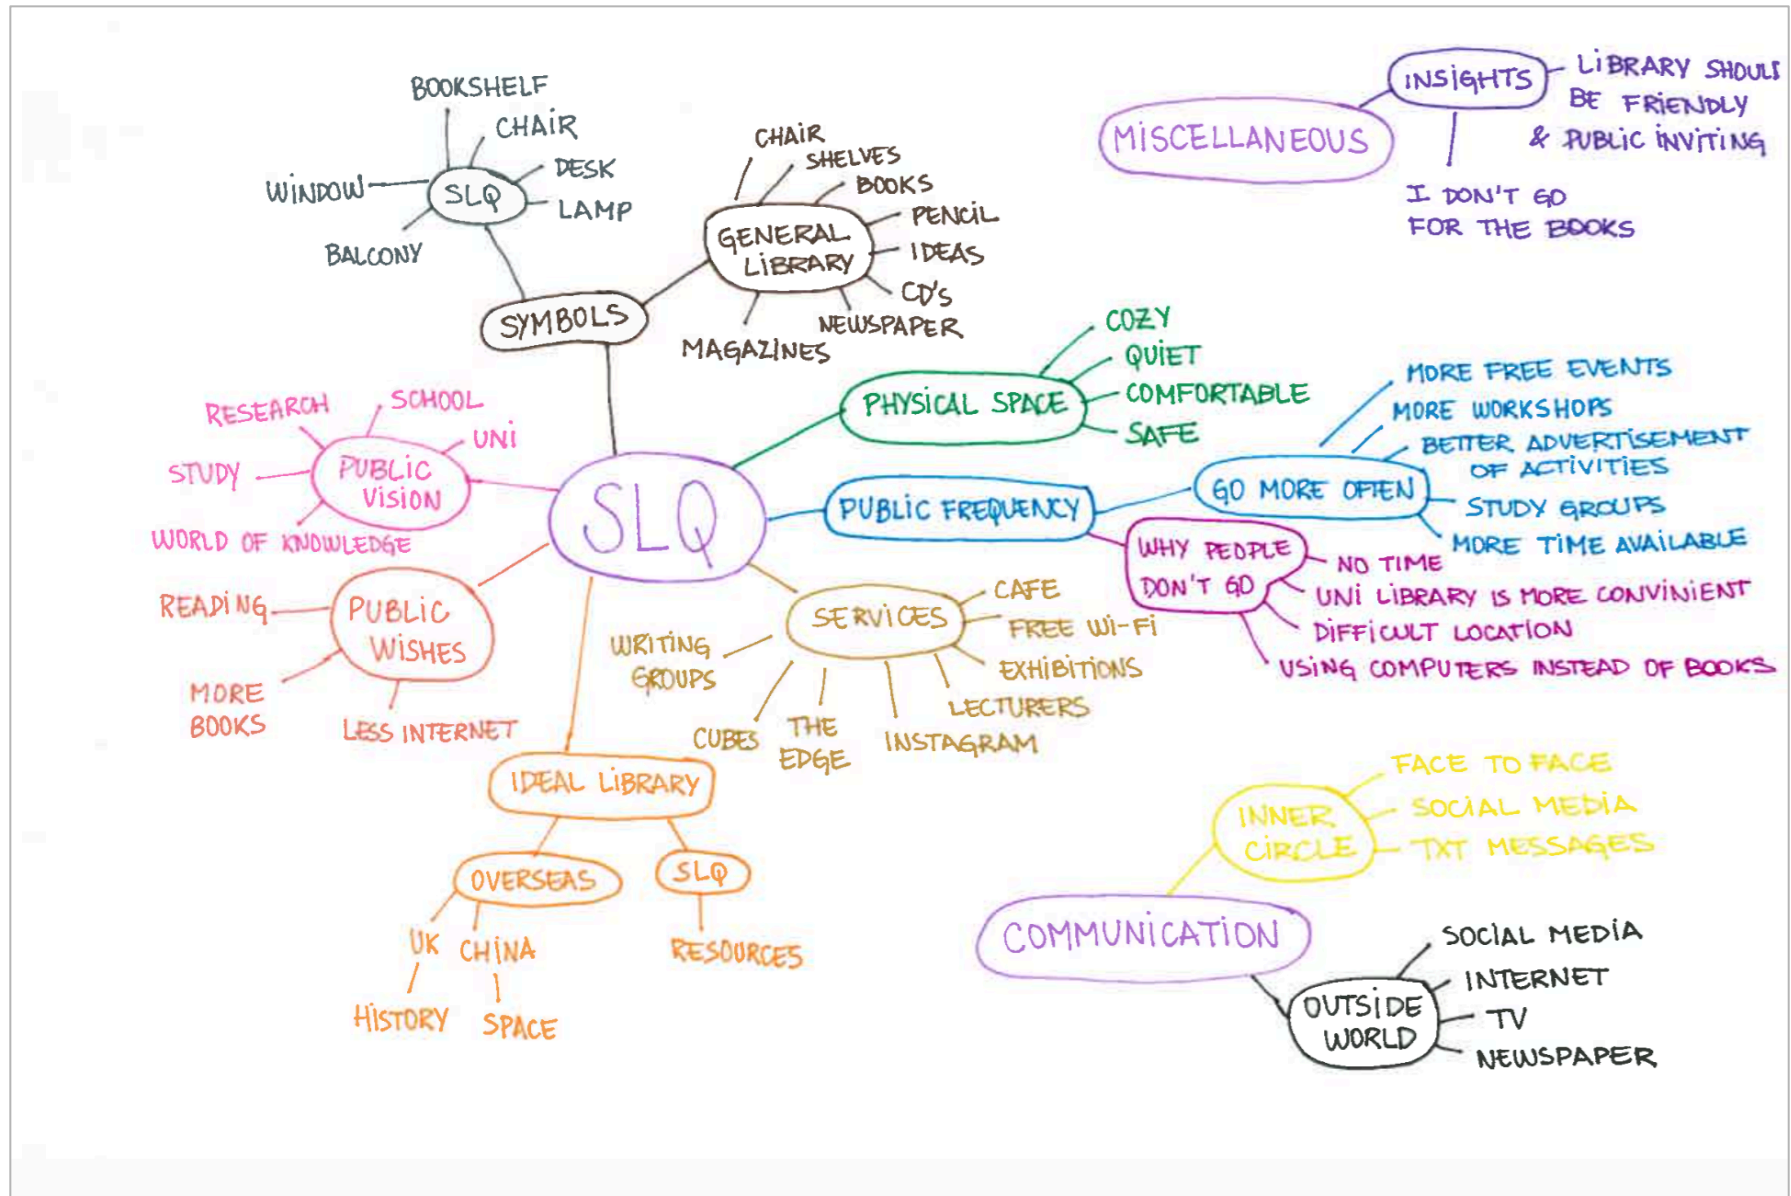 BOOKSHELF
CHAIR
DESK
LAMP
WINDOW
BALCONY
SLQ
SYMBOLS
CHAIR
SHELVES
BOOKS
PENCIL
IDEAS
CD'S
NEWSPAPER
MAGAZINES
GENERAL
LIBRARY
MISCELLANEOUS
INSIGHTS
LIBRARY SHOUL
BE FRIENDLY
& PUBLIC INVITING
I DON'T GO
FOR THE BOOKS
SLQ
PHYSICAL SPACE
COZY
QUIET
COMFORTABLE
SAFE
PUBLIC
VISION
RESEARCH
SCHOOL
UNI
STUDY
WORLD OF KNOWLEDGE
PUBLIC FREQUENCY
GO MORE OFTEN
MORE FREE EVENTS
MORE WORKSHOPS
BETTER ADVERTISEMENT
OF ACTIVITIES
STUDY GROUPS
MORE TIME AVAILABLE
WHY PEOPLE
DON'T GO
NO TIME
UNI LIBRARY IS MORE CONVINIENT
DIFFICULT LOCATION
USING COMPUTERS INSTEAD OF BOOKS
PUBLIC
WISHES
READING
MORE
BOOKS
LESS INTERNET
SERVICES
CAFE
FREE Wi-Fi
EXHIBITIONS
LECTURERS
INSTAGRAM
THE
EDGE
CUBES
WRITING
GROUPS
IDEAL LIBRARY
OVERSEAS
UK
CHINA
HISTORY
SPACE
SLQ
RESOURCES
COMMUNICATION
INNER
CIRCLE
FACE TO FACE
SOCIAL MEDIA
TXT MESSAGES
OUTSIDE
WORLD
SOCIAL MEDIA
INTERNET
TV
NEWSPAPER